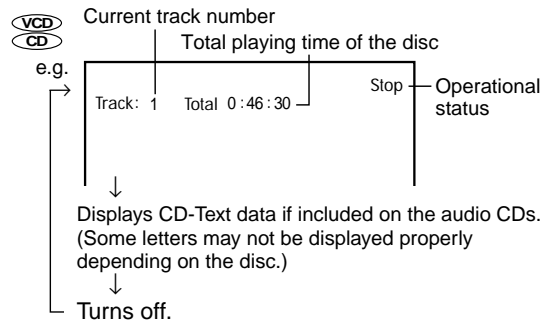 VCD
CD
Current track number
Total playing time of the disc
e.g.
Track: 1 Total 0:46:30
Stop
Operational
status
Displays CD-Text data if included on the audio CDs.
(Some letters may not be displayed properly
depending on the disc.)
Turns off.